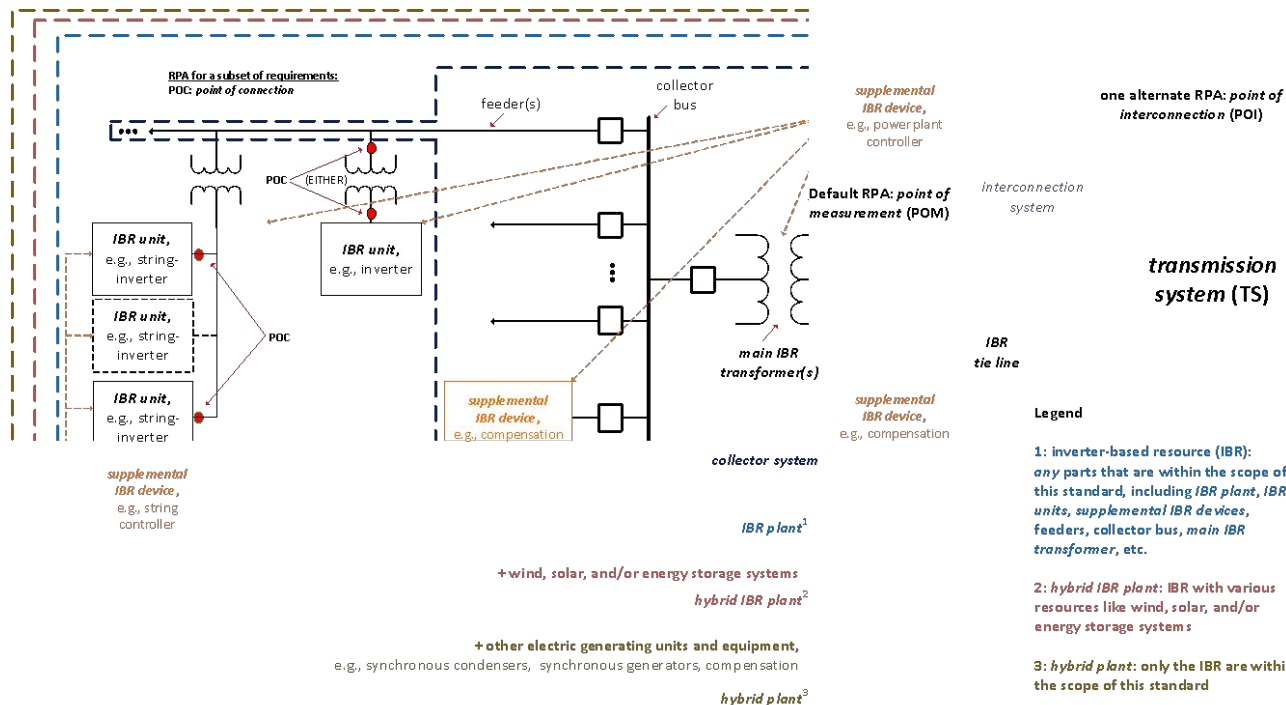 RPA for a subset of requirements:
POC: point of connection
feeder(s)
collector
bus
supplemental
IBR device,
e.g., power plant
controller
one alternate RPA: point of
interconnection (POI)
•••
POC
(EITHER)
Default RPA: point of
measurement (POM)
interconnection
system
IBR unit,
e.g., string-
inverter
IBR unit,
e.g., inverter
transmission
system (TS)
IBR unit,
e.g., string-
inverter
POC
main IBR
transformer(s)
IBR
tie line
IBR unit,
e.g., string-
inverter
supplemental
IBR device,
e.g., compensation
supplemental
IBR device,
e.g., compensation
collector system
supplemental
IBR device,
e.g., string
controller
IBR plant1
+ wind, solar, and/or energy storage systems
hybrid IBR plant2
+ other electric generating units and equipment,
e.g., synchronous condensers, synchronous generators, compensation
hybrid plant3
Legend
1: inverter-based resource (IBR):
any parts that are within the scope of
this standard, including IBR plant, IBR
units, supplemental IBR devices,
feeders, collector bus, main IBR
transformer, etc.
2: hybrid IBR plant: IBR with various
resources like wind, solar, and/or
energy storage systems
3: hybrid plant: only the IBR are within
the scope of this standard